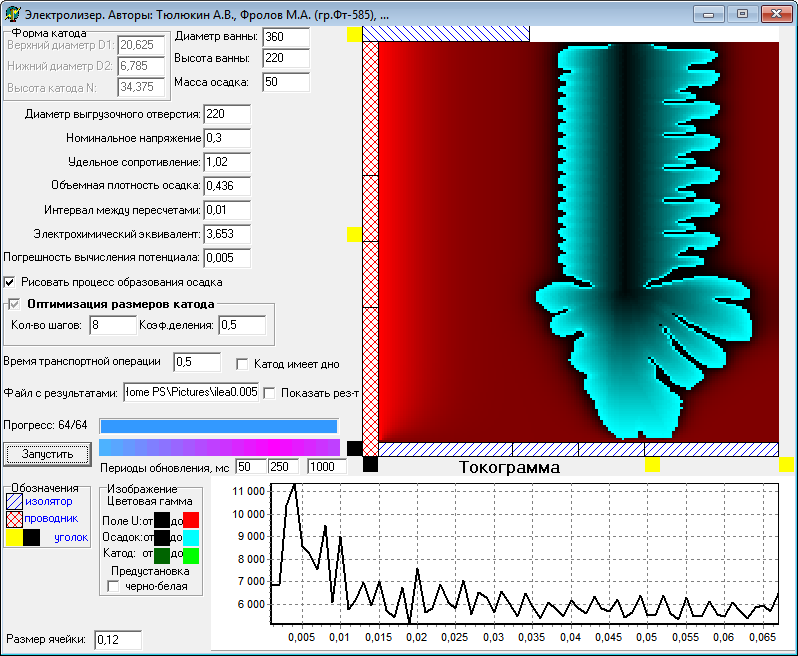 Электролизер. Авторы: Тюлюкин А.В., Фролов М.А. (гр.Фт-585), ...
Форма катода
Верхний диаметр D1: 20,625
Нижний диаметр D2: 6,785
Высота катода N: 34,375
Диаметр ванны: 360
Высота ванны: 220
Масса осадка: 50
Диаметр выгрузочного отверстия: 220
Номинальное напряжение 0,3
Удельное сопротивление: 1,02
Объемная плотность осадка: 0,436
Интервал между пересчетами: 0,01
Электрохимический эквивалент: 3,653
Погрешность вычисления потенциала: 0,005
Рисовать процесс образования осадка
Оптимизация размеров катода
Кол-во шагов: 8 Коэф.деления: 0,5
Время транспортной операции 0,5 Катод имеет дно
Файл с результатами: Home PS\Pictures\ilea0.005 Показать рез-т
Прогресс: 64/64
Запустить
Периоды обновления, мс 50 250 1000
Обозначения
изолятор
проводник
уголок
Изображение
Цветовая гамма
Поле U: от до
Осадок: от до
Катод: от до
Предустановка
черно-белая
Размер ячейки: 0,12
Токограмма
11 000
10 000
9 000
8 000
7 000
6 000
0,005 0,01 0,015 0,02 0,025 0,03 0,035 0,04 0,045 0,05 0,055 0,06 0,065